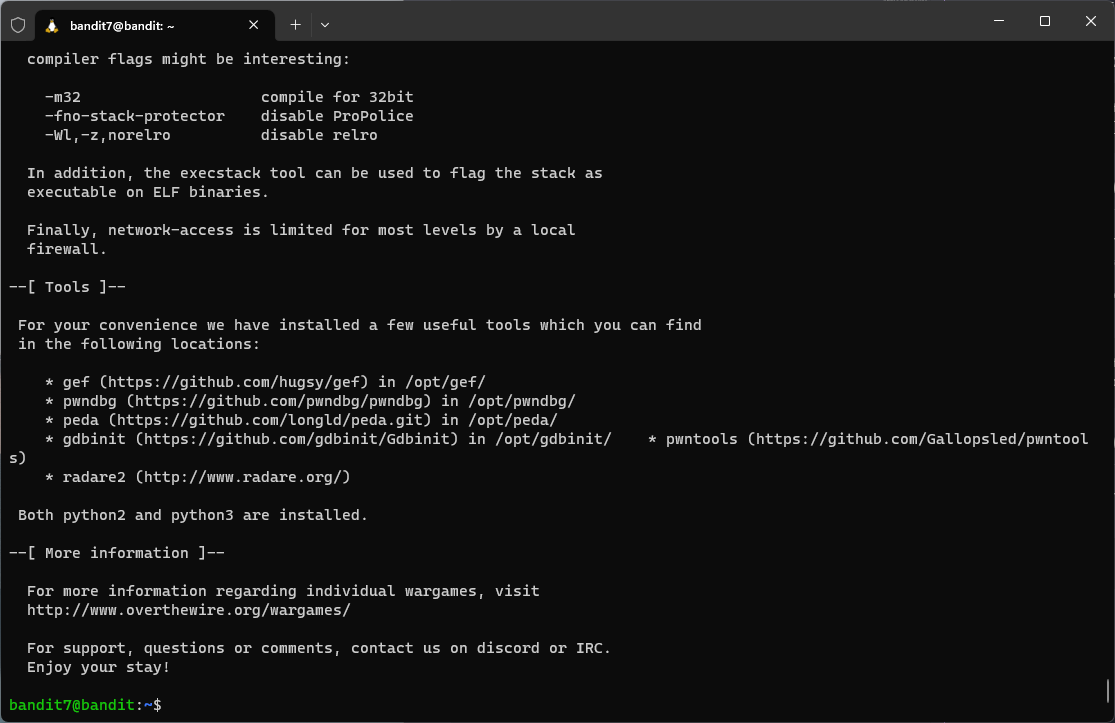 bandit7@bandit: ~
compiler flags might be interesting:
-m32 compile for 32bit
-fno-stack-protector disable ProPolice
-Wl,-z,norelro disable relro
In addition, the execstack tool can be used to flag the stack as
executable on ELF binaries.
Finally, network-access is limited for most levels by a local
firewall.
--[ Tools ]--
For your convenience we have installed a few useful tools which you can find
in the following locations:
* gef (https://github.com/hugsy/gef) in /opt/gef/
* pwndbg (https://github.com/pwndbg/pwndbg) in /opt/pwndbg/
* peda (https://github.com/longld/peda.git) in /opt/peda/
* gdbinit (https://github.com/gdbinit/Gdbinit) in /opt/gdbinit/    * pwntools (https://github.com/Gallopsled/pwntool
s)
* radare2 (http://www.radare.org/)
Both python2 and python3 are installed.
--[ More information ]--
For more information regarding individual wargames, visit
http://www.overthewire.org/wargames/
For support, questions or comments, contact us on discord or IRC.
Enjoy your stay!
bandit7@bandit:~$